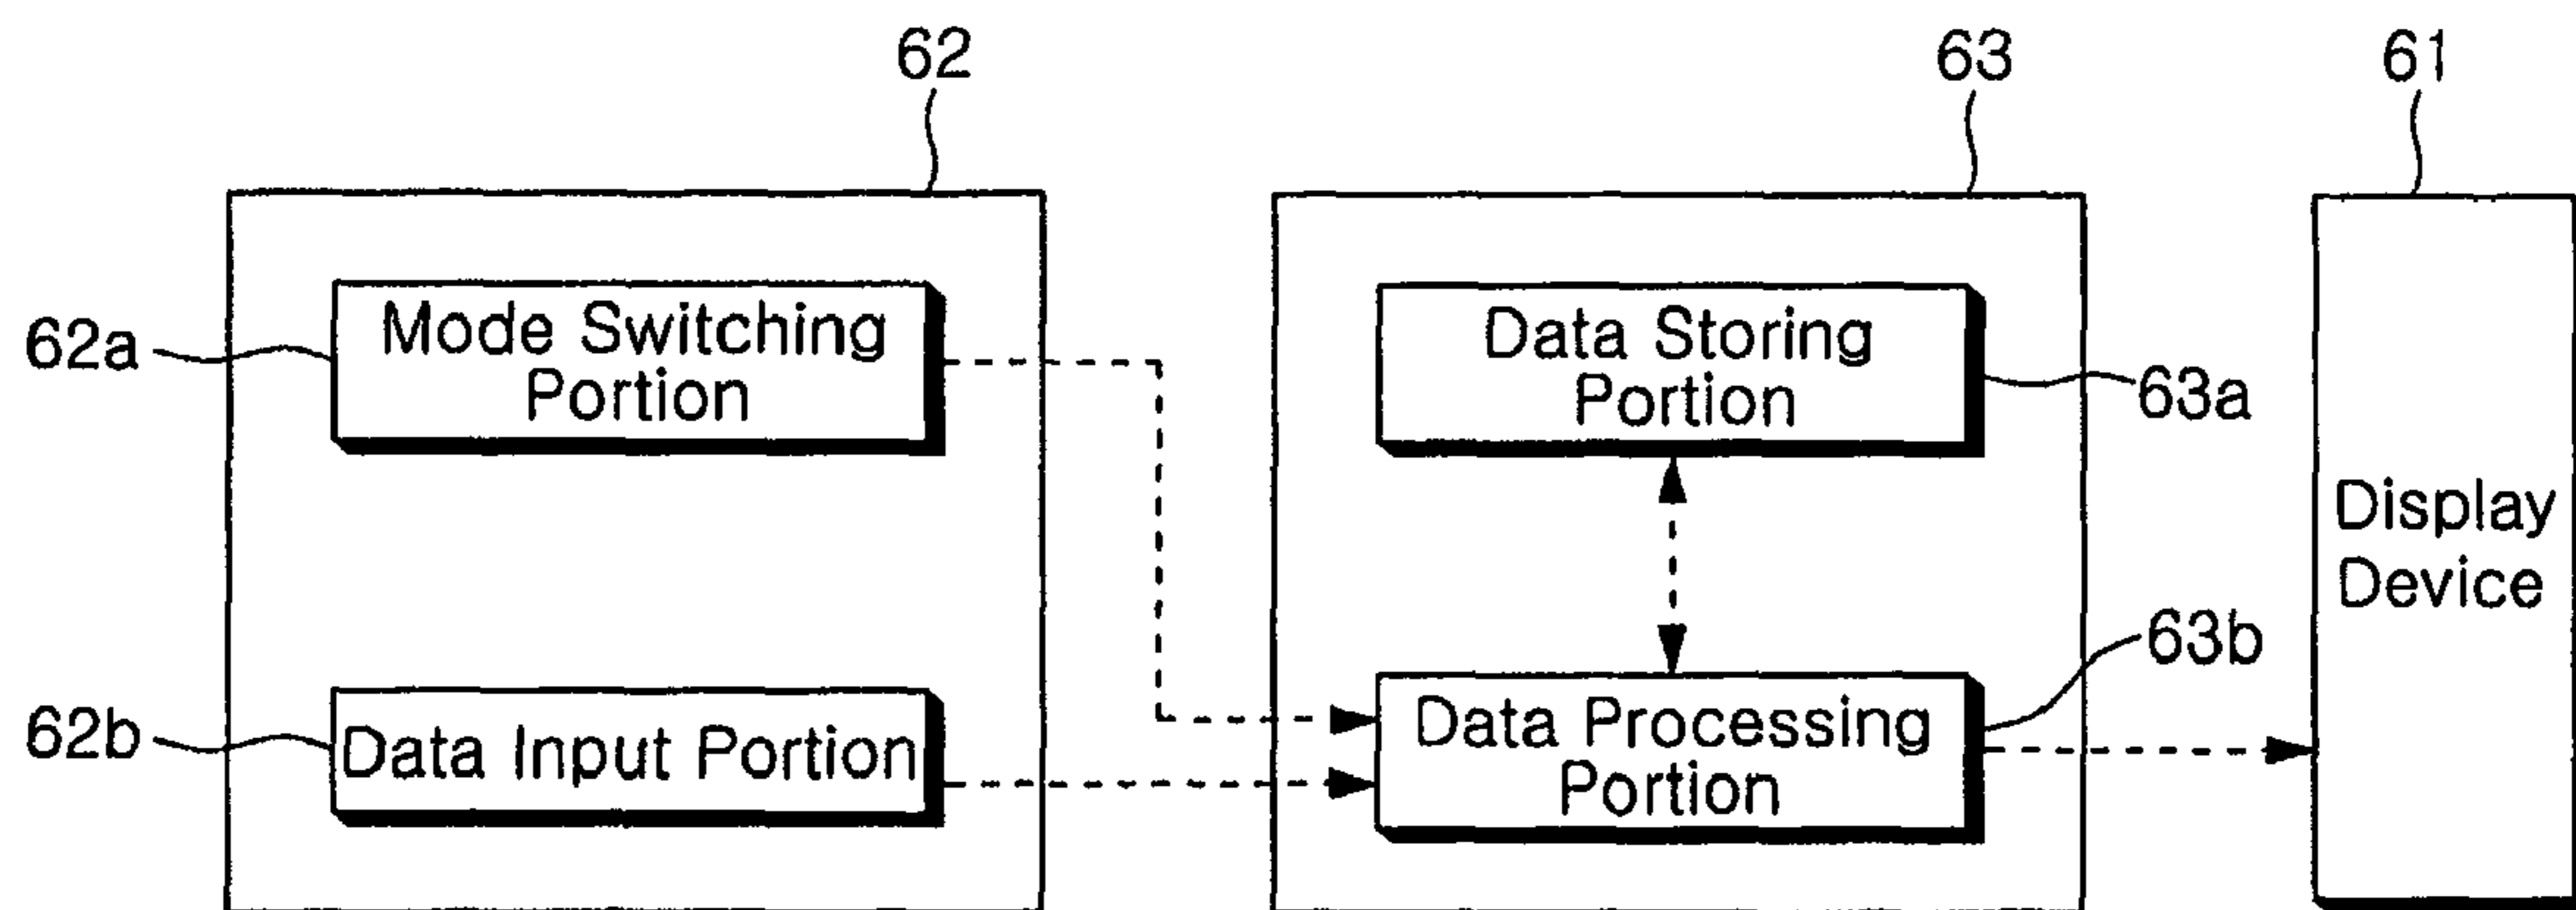 62
63
61
Mode Switching
Portion
62a
Data Storing
Portion
63a
Display
Device
62b
Data Input Portion
Data Processing
Portion
63b